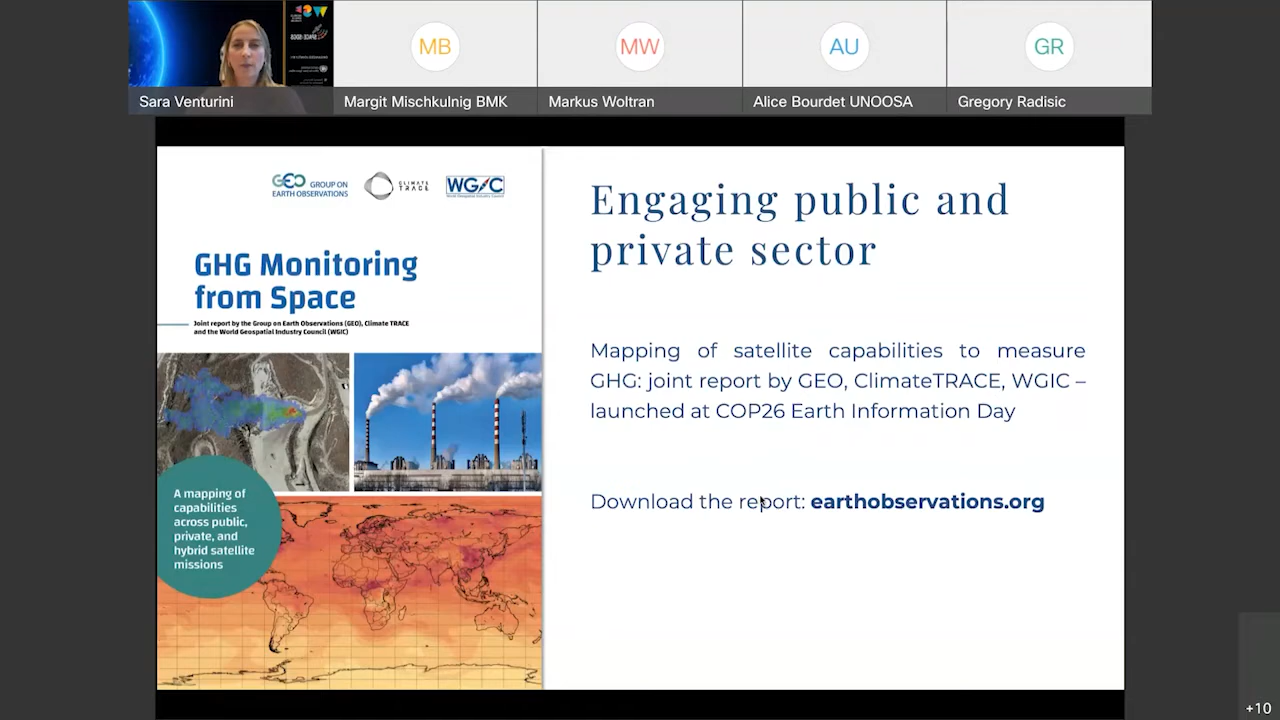 MB
MW
AU
GR
Sara Venturini
Margit Mischkulnig BMK
Markus Woltran
Alice Bourdet UNOOSA
Gregory Radisic
GEO GROUP ON
EARTH OBSERVATIONS
CLIMATE
TRACE
WGIC
World Geospatial Industry Council
GHG Monitoring
from Space
Joint report by the Group on Earth Observations (GEO), Climate TRACE
and the World Geospatial Industry Council (WGIC)
A mapping of
capabilities
across public,
private, and
hybrid satellite
missions
Engaging public and
private sector
Mapping of satellite capabilities to measure
GHG: joint report by GEO, ClimateTRACE, WGIC –
launched at COP26 Earth Information Day
Download the report: earthobservations.org
+10